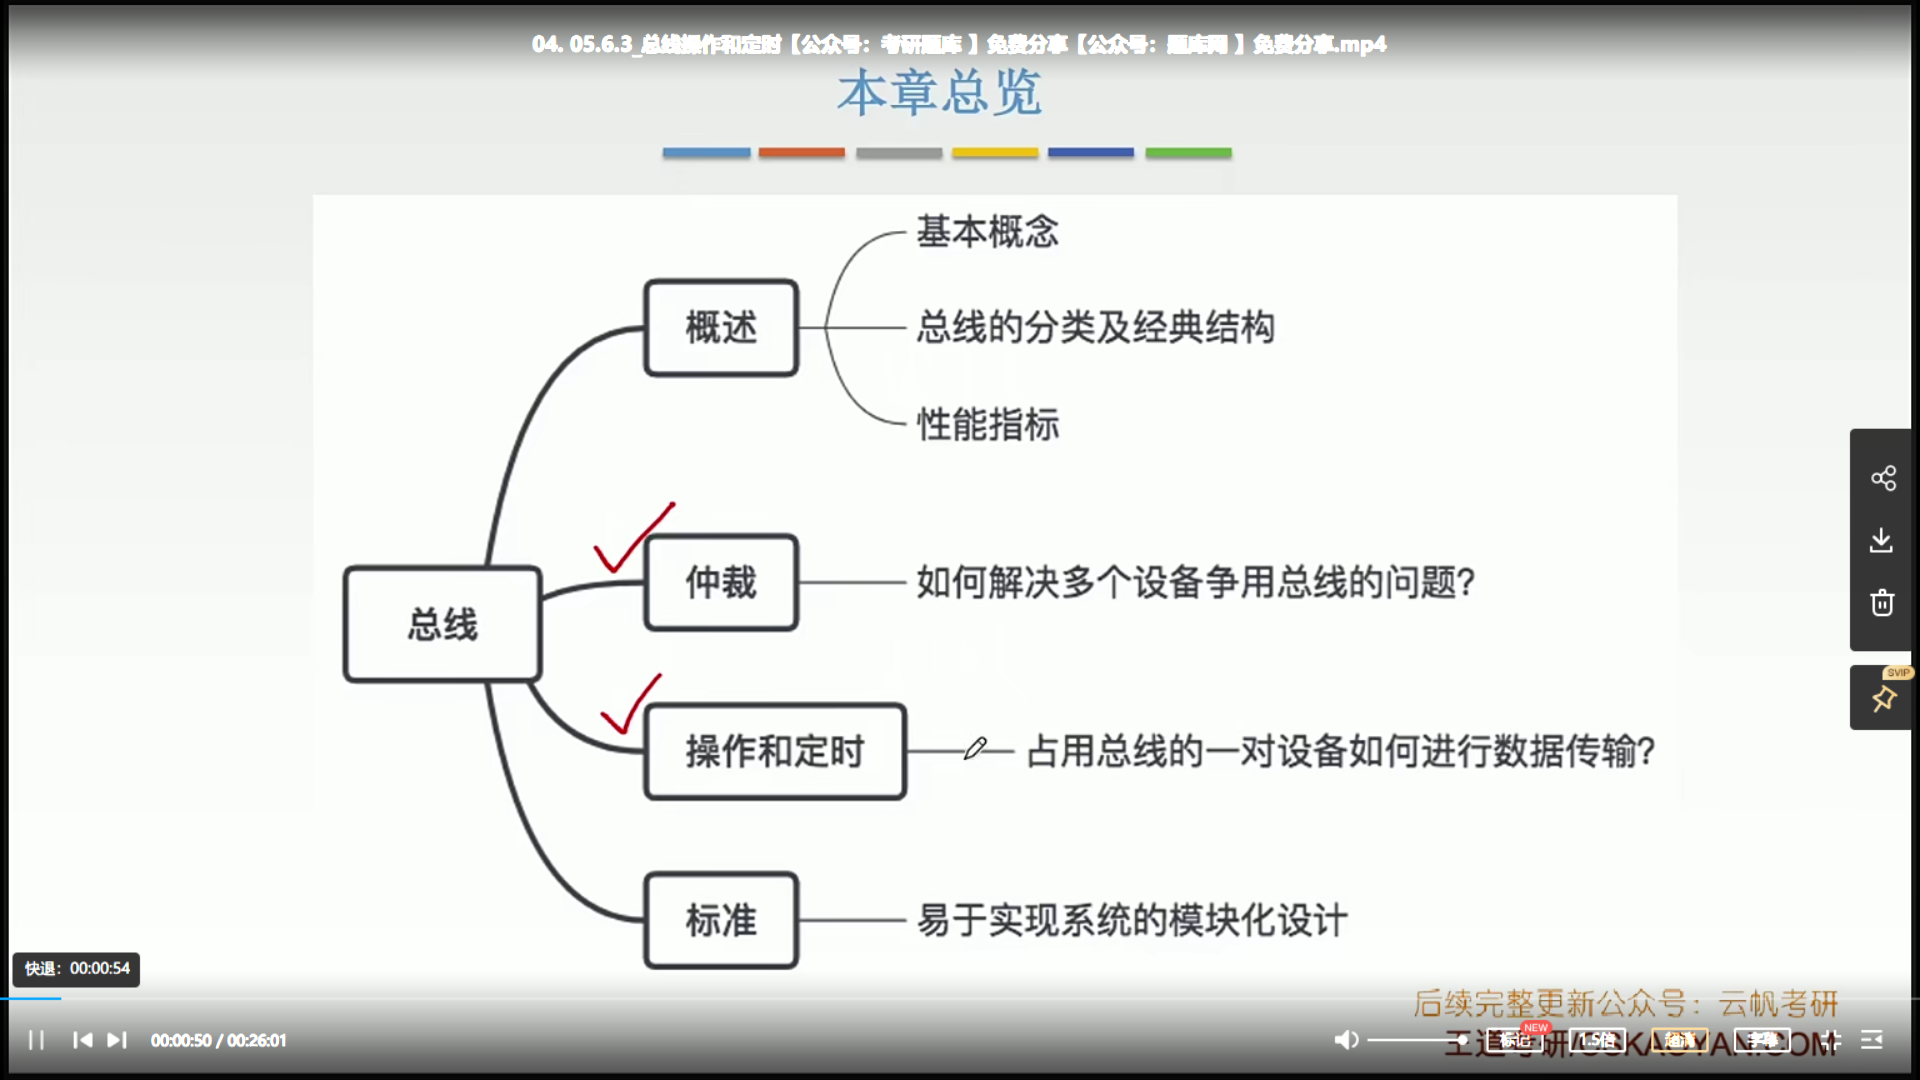 04. 05.6.3_总线操作和定时【公众号：考研题库 】免费分享【公众号：题库网 】免费分享.mp4
本章总览
基本概念
概述
总线的分类及经典结构
性能指标
仲裁
如何解决多个设备争用总线的问题?
总线
操作和定时
占用总线的一对设备如何进行数据传输?
标准
易于实现系统的模块化设计
SVIP
快退：00:00:54
后续完整更新公众号：云帆考研
王道考研/CSKAOYAN.COM
00:00:50 / 00:26:01
标记
NEW
1.5倍
超清
字幕